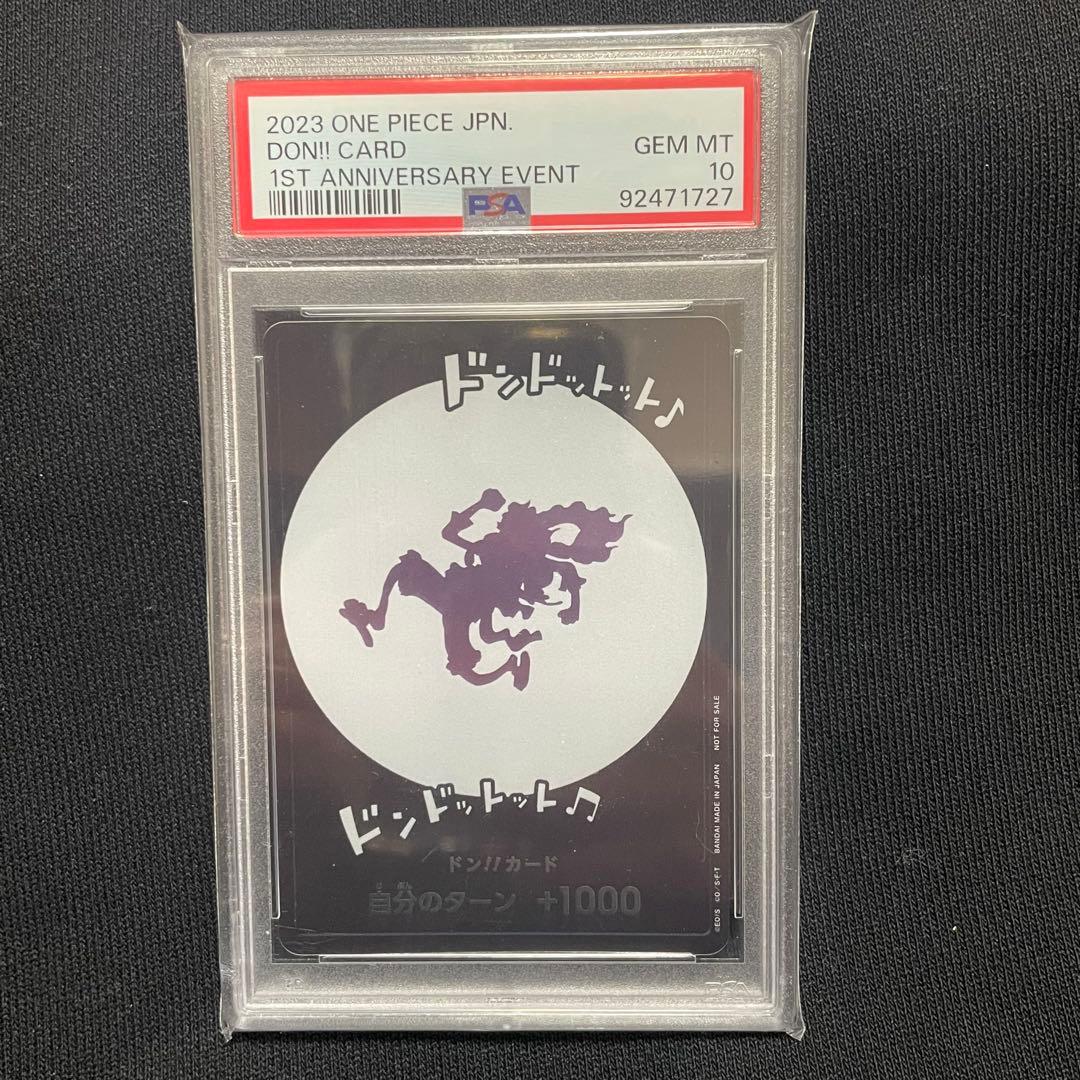 2023 ONE PIECE JPN.
DON!! CARD
GEM MT
1ST ANNIVERSARY EVENT
10
PSA
92471727
ドンドットット♪
ドンドットット♫
ドン!!カード
自分のターン +1000
©EO/S ©O/S・F・T BANDAI MADE IN JAPAN NOT FOR SALE